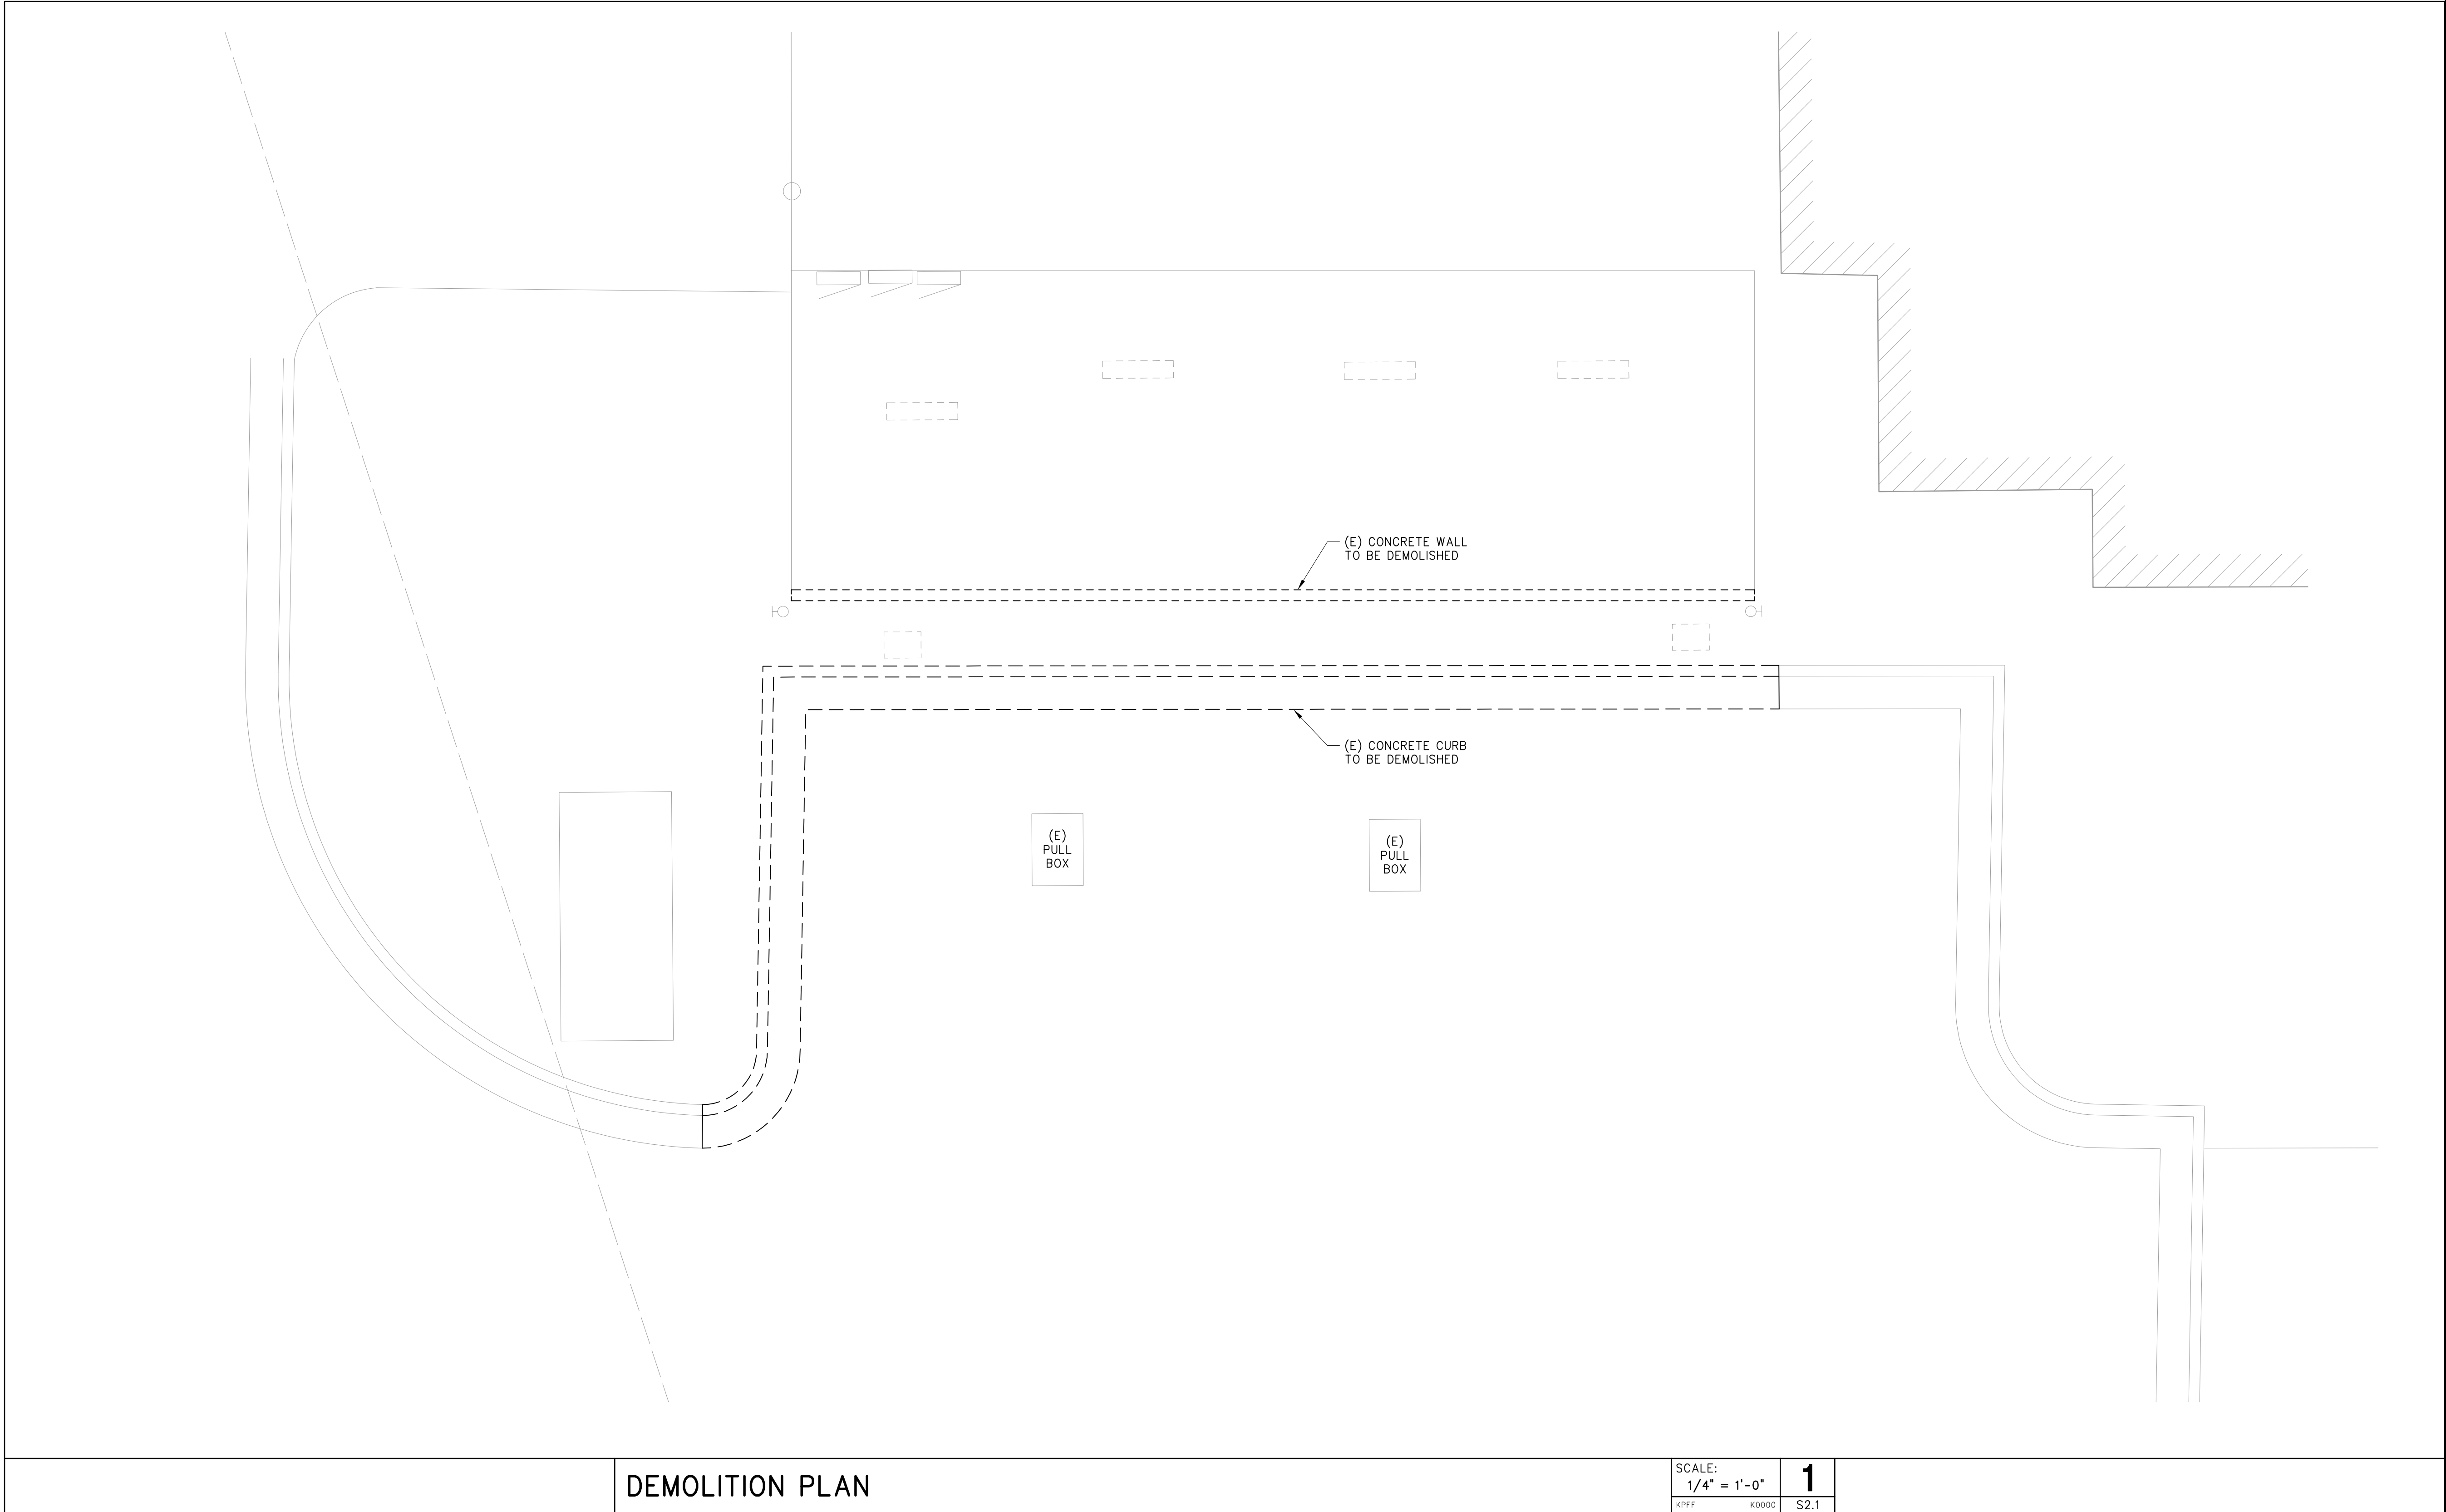 (E) CONCRETE WALL
TO BE DEMOLISHED
(E) CONCRETE CURB
TO BE DEMOLISHED
(E)
PULL
BOX
(E)
PULL
BOX
DEMOLITION PLAN
SCALE:
1/4" = 1'-0"
KPFF K0000
1
S2.1